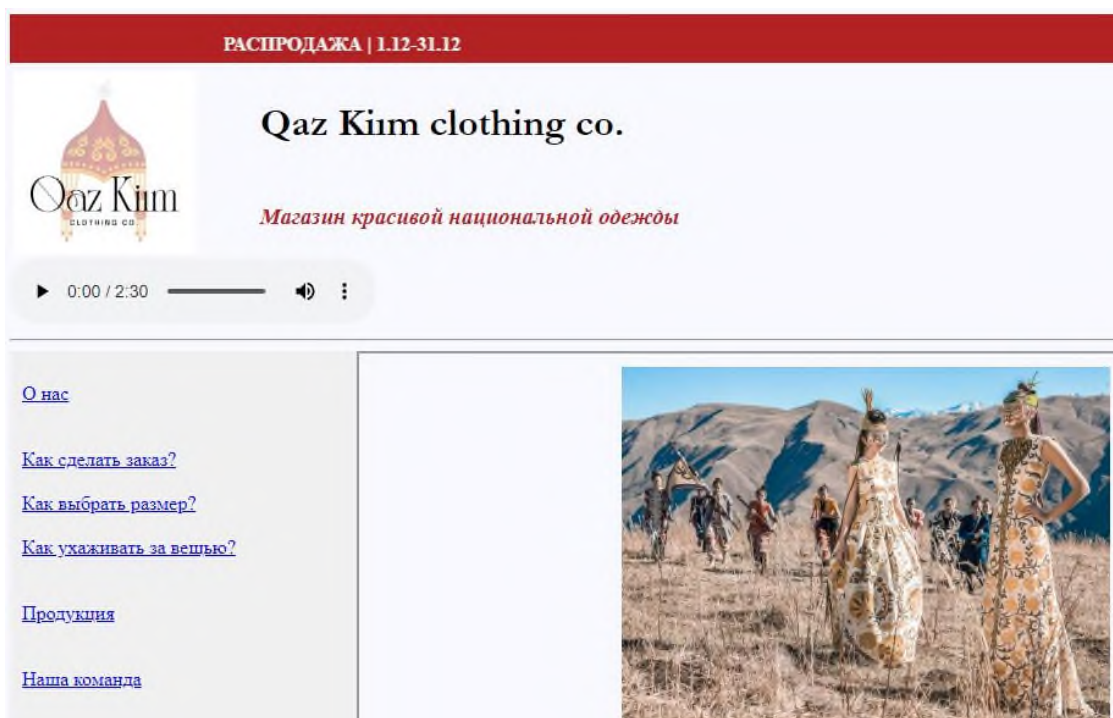 РАСПРОДАЖА | 1.12-31.12
Qaz Kiım clothing co.
Qaz Kiım
CLOTHING CO.
Магазин красивой национальной одежды
0:00 / 2:30
О нас
Как сделать заказ?
Как выбрать размер?
Как ухаживать за вещью?
Продукция
Наша команда